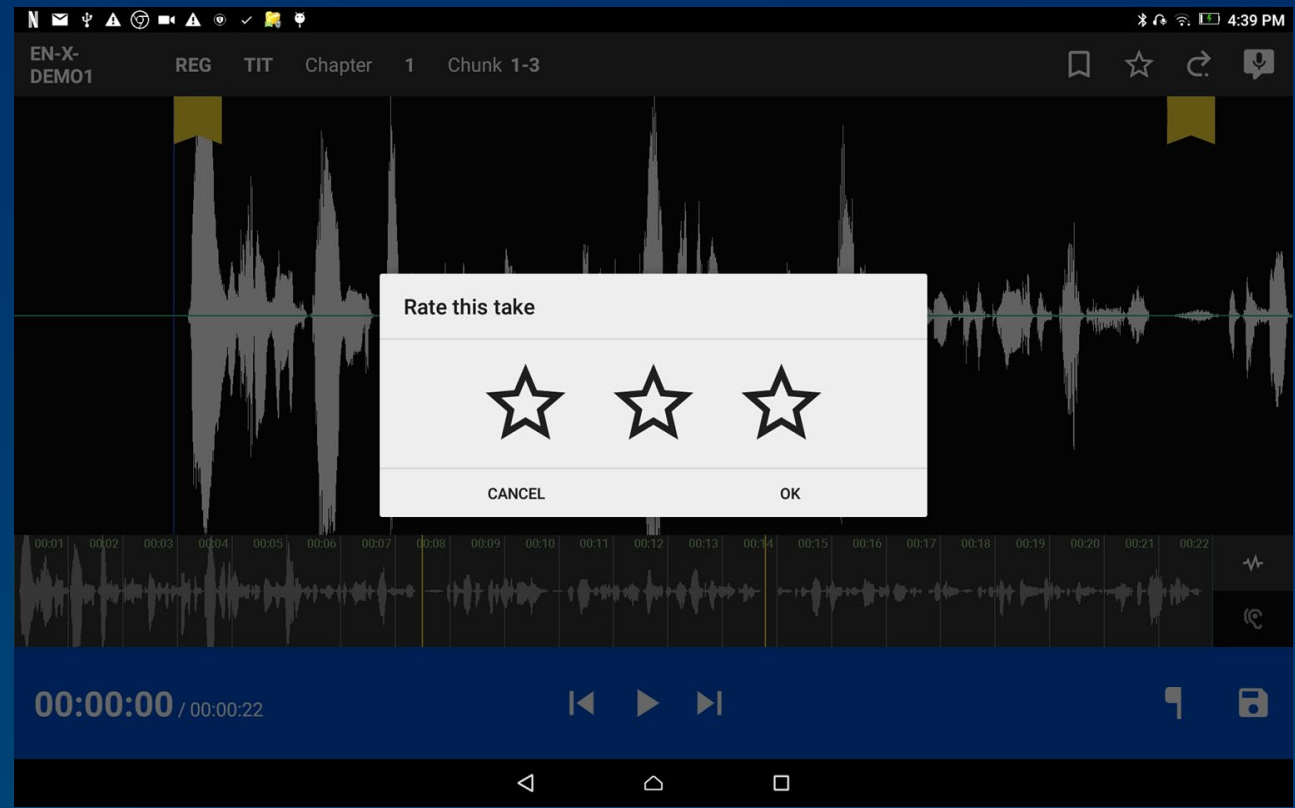 4:39 PM
EN-X-
DEMO1
REG TIT Chapter 1 Chunk 1-3
Rate this take
CANCEL OK
00:01 00:02 00:03 00:04 00:05 00:06 00:07 00:08 00:09 00:10 00:11 00:12 00:13 00:14 00:15 00:16 00:17 00:18 00:19 00:20 00:21 00:22
00:00:00 / 00:00:22